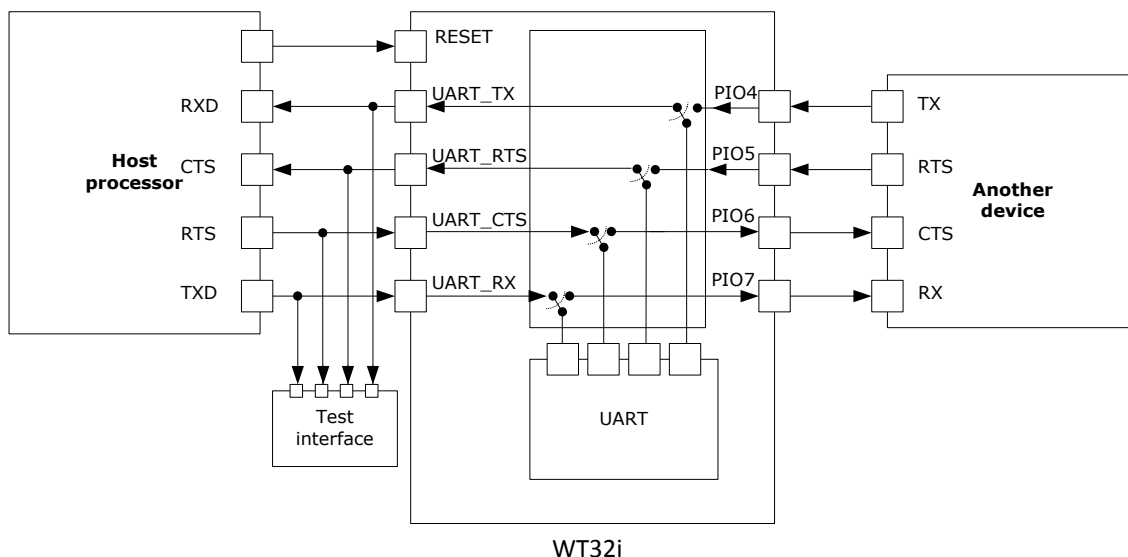 RESET
RXD
UART_TX
PIO4
TX
Host
processor
CTS
UART_RTS
PIO5
RTS
Another
device
RTS
UART_CTS
PIO6
CTS
TXD
UART_RX
PIO7
RX
Test
interface
UART
WT32i